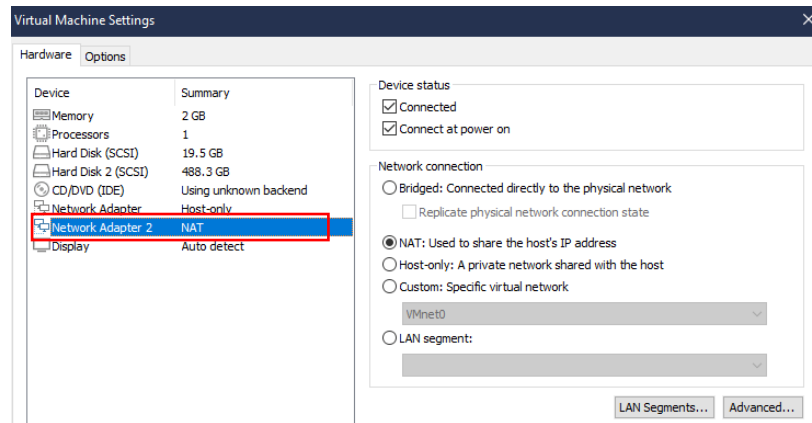 Virtual Machine Settings
Hardware Options
Device Summary
Memory 2 GB
Processors 1
Hard Disk (SCSI) 19.5 GB
Hard Disk 2 (SCSI) 488.3 GB
CD/DVD (IDE) Using unknown backend
Network Adapter Host-only
Network Adapter 2 NAT
Display Auto detect
Device status
Connected
Connect at power on
Network connection
Bridged: Connected directly to the physical network
Replicate physical network connection state
NAT: Used to share the host's IP address
Host-only: A private network shared with the host
Custom: Specific virtual network
VMnet0
LAN segment:
LAN Segments... Advanced...